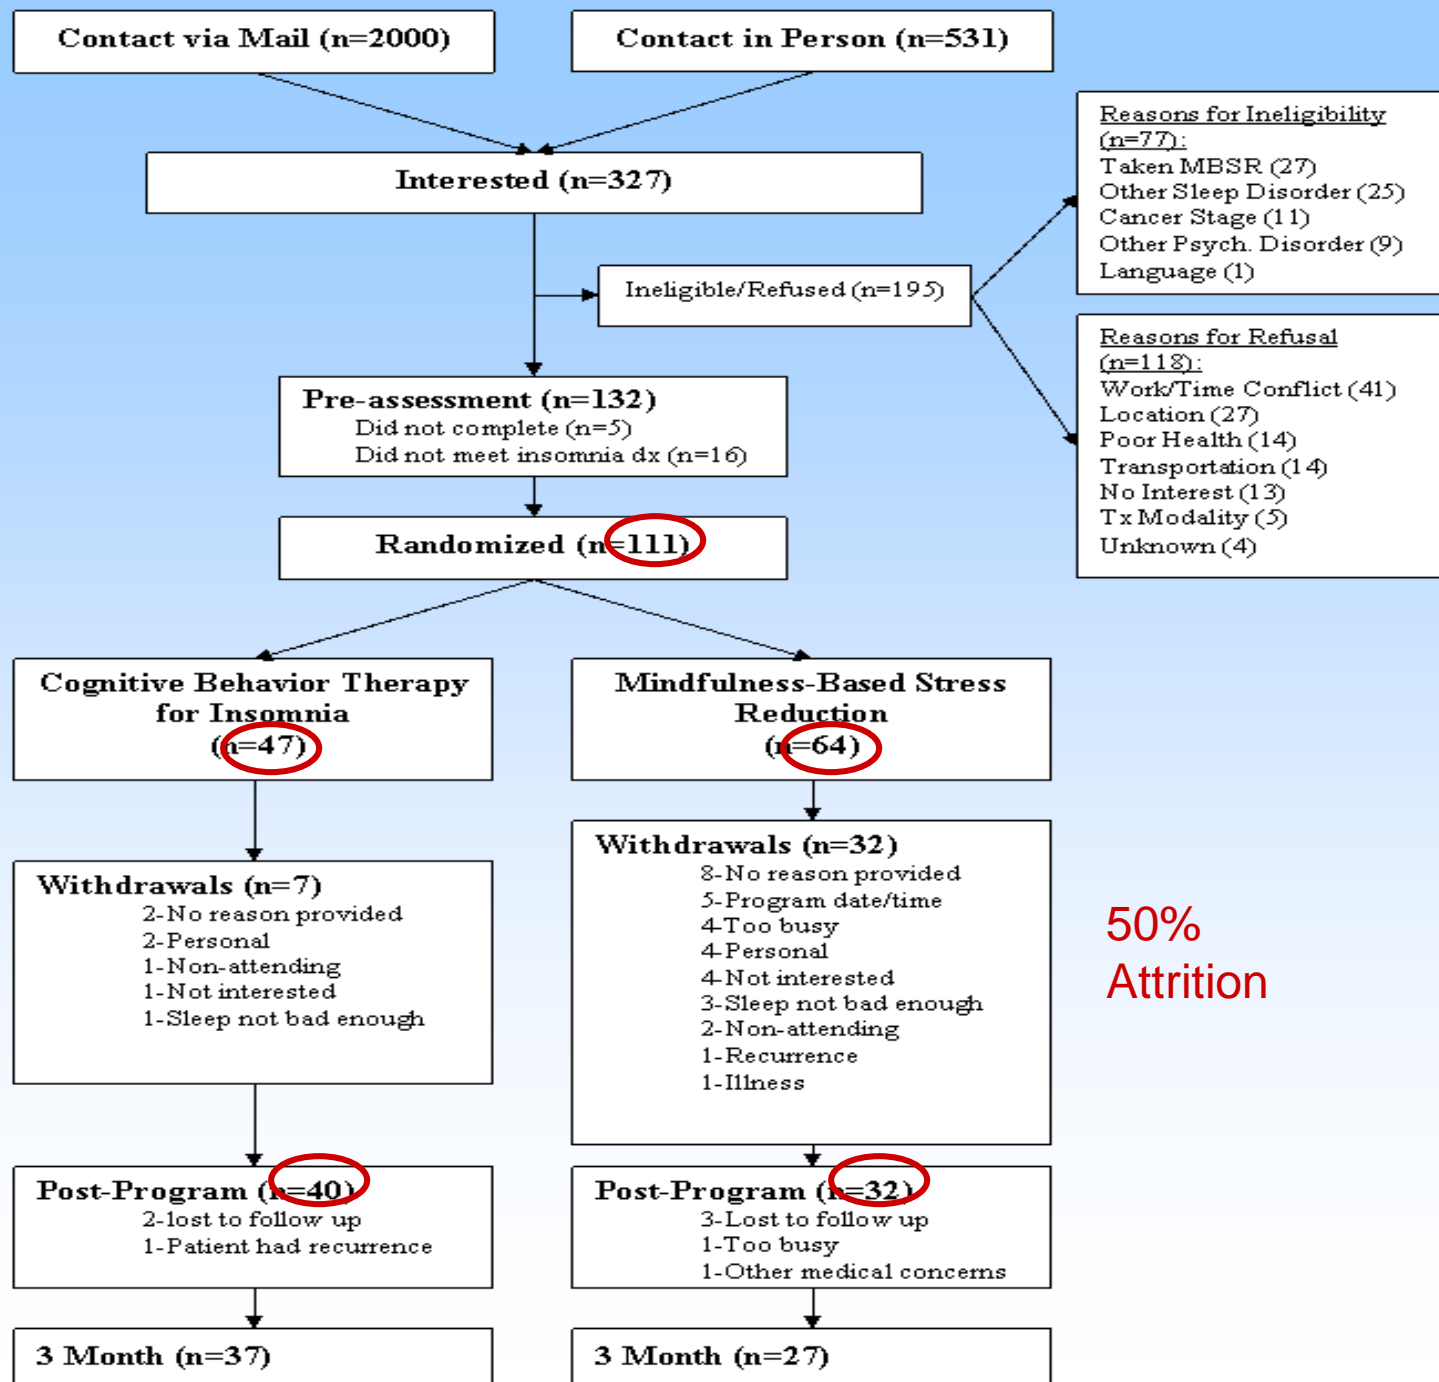 Contact via Mail (n=2000)
Contact in Person (n=531)
Interested (n=327)
Reasons for Ineligibility
(n=77):
Taken MBSR (27)
Other Sleep Disorder (25)
Cancer Stage (11)
Other Psych. Disorder (9)
Language (1)
Ineligible/Refused (n=195)
Reasons for Refusal
(n=118):
Work/Time Conflict (41)
Location (27)
Poor Health (14)
Transportation (14)
No Interest (13)
Tx Modality (5)
Unknown (4)
Pre-assessment (n=132)
Did not complete (n=5)
Did not meet insomnia dx (n=16)
Randomized (n=111)
Cognitive Behavior Therapy
for Insomnia
(n=47)
Mindfulness-Based Stress
Reduction
(n=64)
Withdrawals (n=7)
2-No reason provided
2-Personal
1-Non-attending
1-Not interested
1-Sleep not bad enough
Withdrawals (n=32)
8-No reason provided
5-Program date/time
4-Too busy
4-Personal
4-Not interested
3-Sleep not bad enough
2-Non-attending
1-Recurrence
1-Illness
50%
Attrition
Post-Program (n=40)
2-lost to follow up
1-Patient had recurrence
Post-Program (n=32)
3-Lost to follow up
1-Too busy
1-Other medical concerns
3 Month (n=37)
3 Month (n=27)